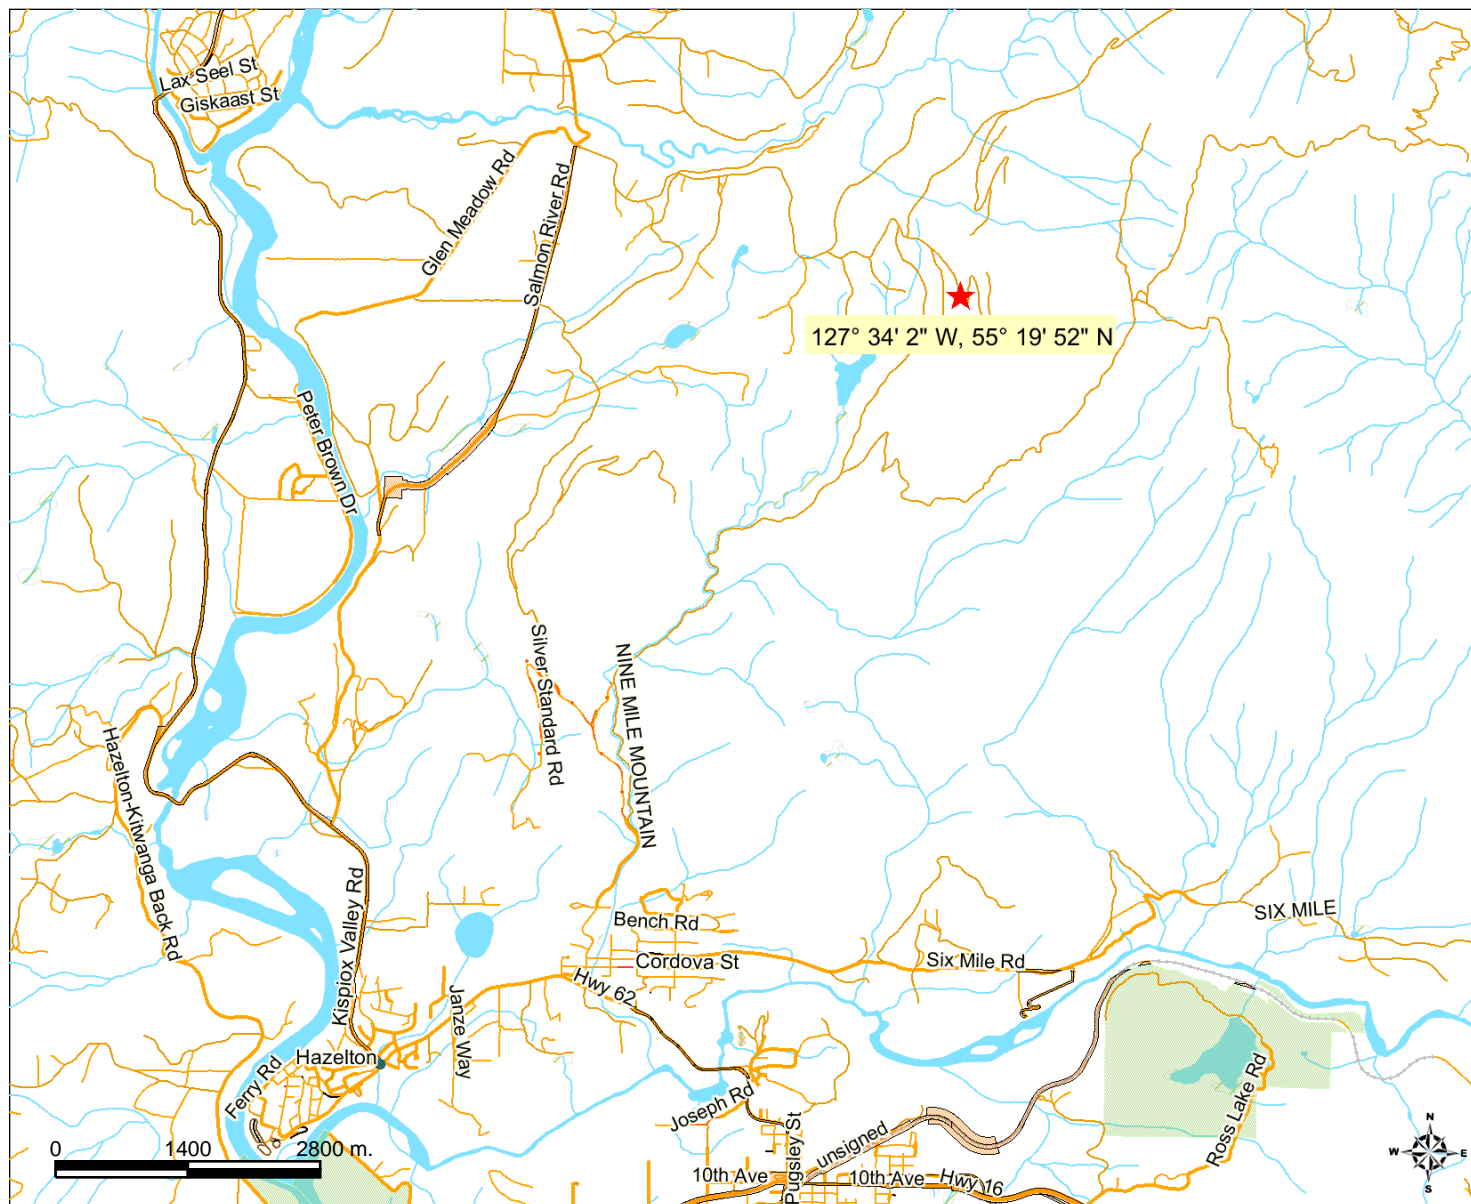 Lax Seel St
Giskaast St
Glen Meadow Rd
Salmon River Rd
127° 34' 2" W, 55° 19' 52" N
Peter Brown Dr
Silver Standard Rd
NINE MILE MOUNTAIN
Hazelton-Kitwanga Back Rd
Kispiox Valley Rd
Bench Rd
SIX MILE
Cordova St
Six Mile Rd
Hwy 62
Janze Way
Hazelton
Ferry Rd
Joseph Rd
Ross Lake Rd
Pugsley St
unsigned
10th Ave
10th Ave
Hwy 16
0 1400 2800 m.
N
W E
S